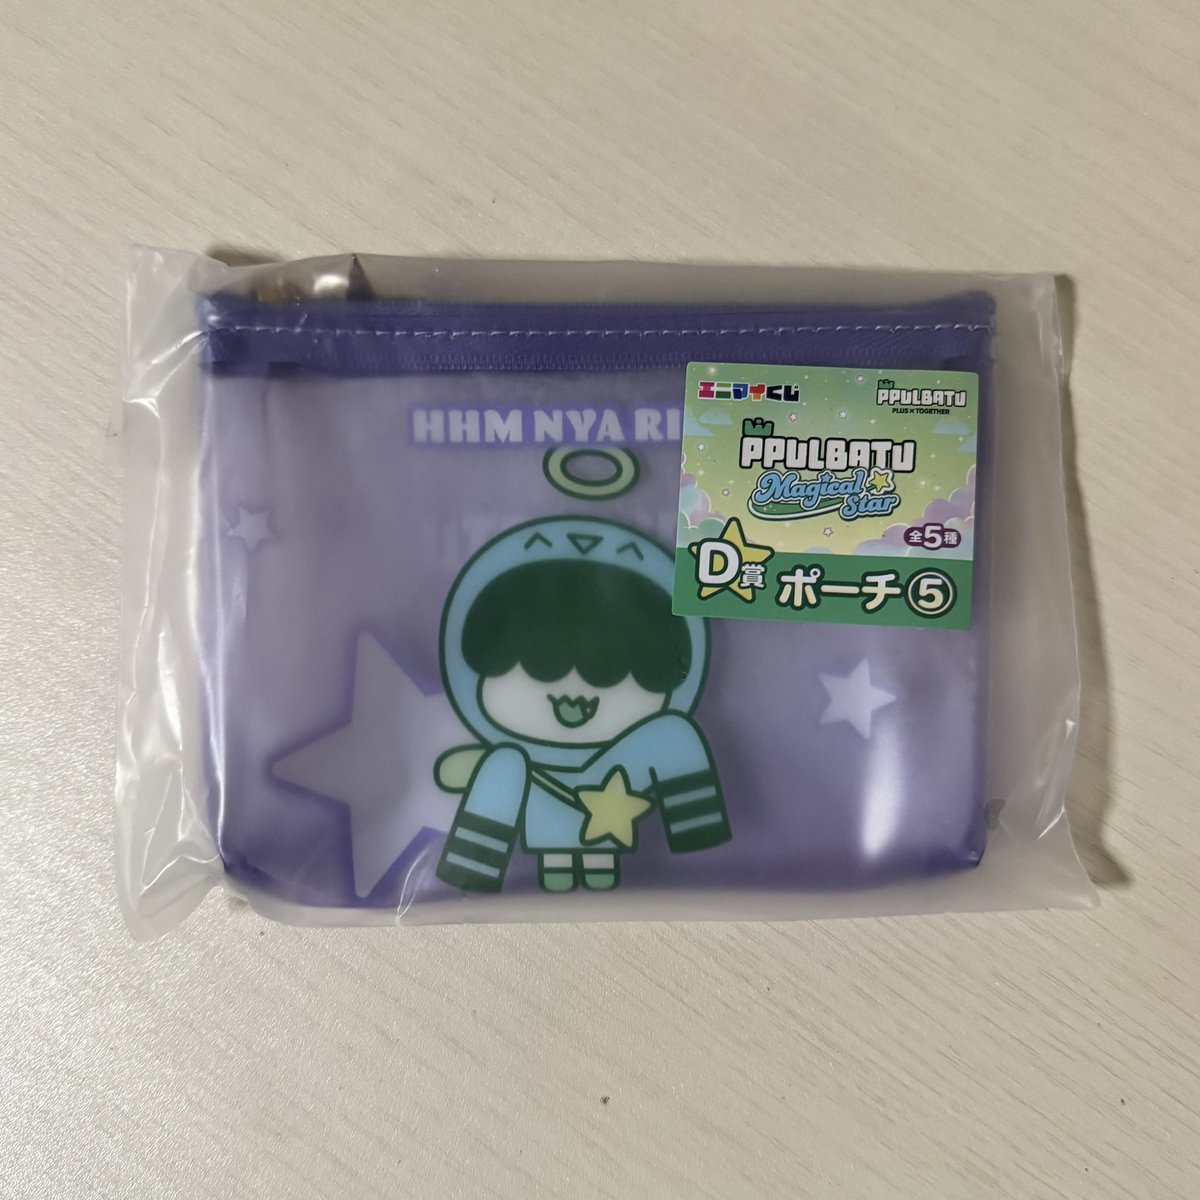 HHM NYA RI
エニマイくじ
PPULBATU
PLUS×TOGETHER
PPULBATU
Magical
Star
全5種
D賞 ポーチ⑤